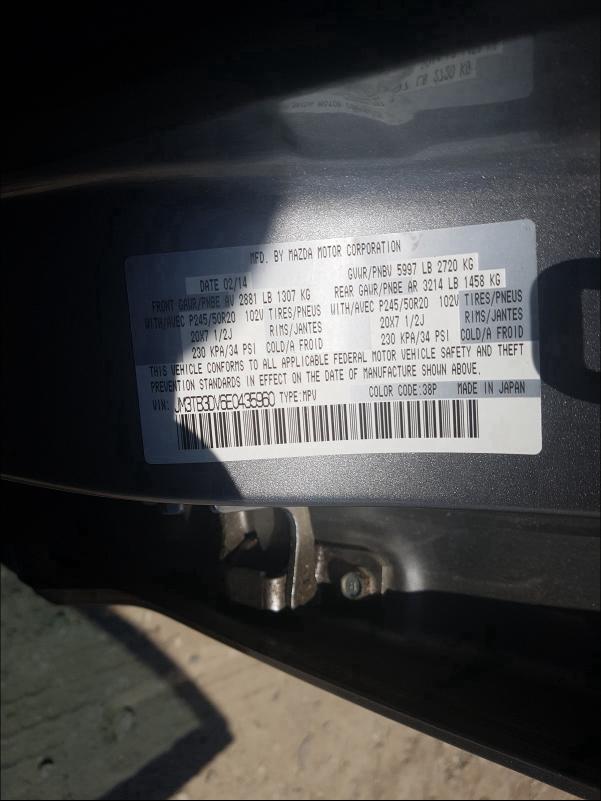 MFD. BY MAZDA MOTOR CORPORATION
DATE 02/14 GVWR/PNBV 5997 LB 2720 KG
FRONT GAWR/PNBE AV 2881 LB 1307 KG REAR GAWR/PNBE AR 3214 LB 1458 KG
WITH/AVEC P245/50R20 102V TIRES/PNEUS WITH/AVEC P245/50R20 102V TIRES/PNEUS
20X7 1/2J RIMS/JANTES 20X7 1/2J RIMS/JANTES
230 KPA/34 PSI COLD/A FROID 230 KPA/34 PSI COLD/A FROID
THIS VEHICLE CONFORMS TO ALL APPLICABLE FEDERAL MOTOR VEHICLE SAFETY AND THEFT
PREVENTION STANDARDS IN EFFECT ON THE DATE OF MANUFACTURE SHOWN ABOVE.
VIN: JM3TB3DV6E0435960 TYPE:MPV COLOR CODE:38P MADE IN JAPAN